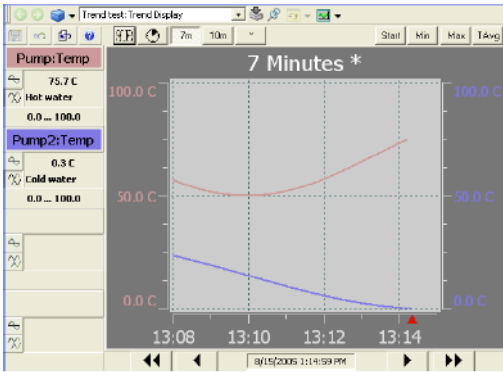 Trend test: Trend Display
7m 10m Start Min Max TAvg
Pump:Temp
75.7 C
Hot water
0.0 ... 100.0
Pump2:Temp
0.3 C
Cold water
0.0 ... 100.0
7 Minutes *
100.0 C 100.0 C
50.0 C 50.0 C
0.0 C 0.0 C
13:08 13:10 13:12 13:14
8/15/2005 1:14:59 PM